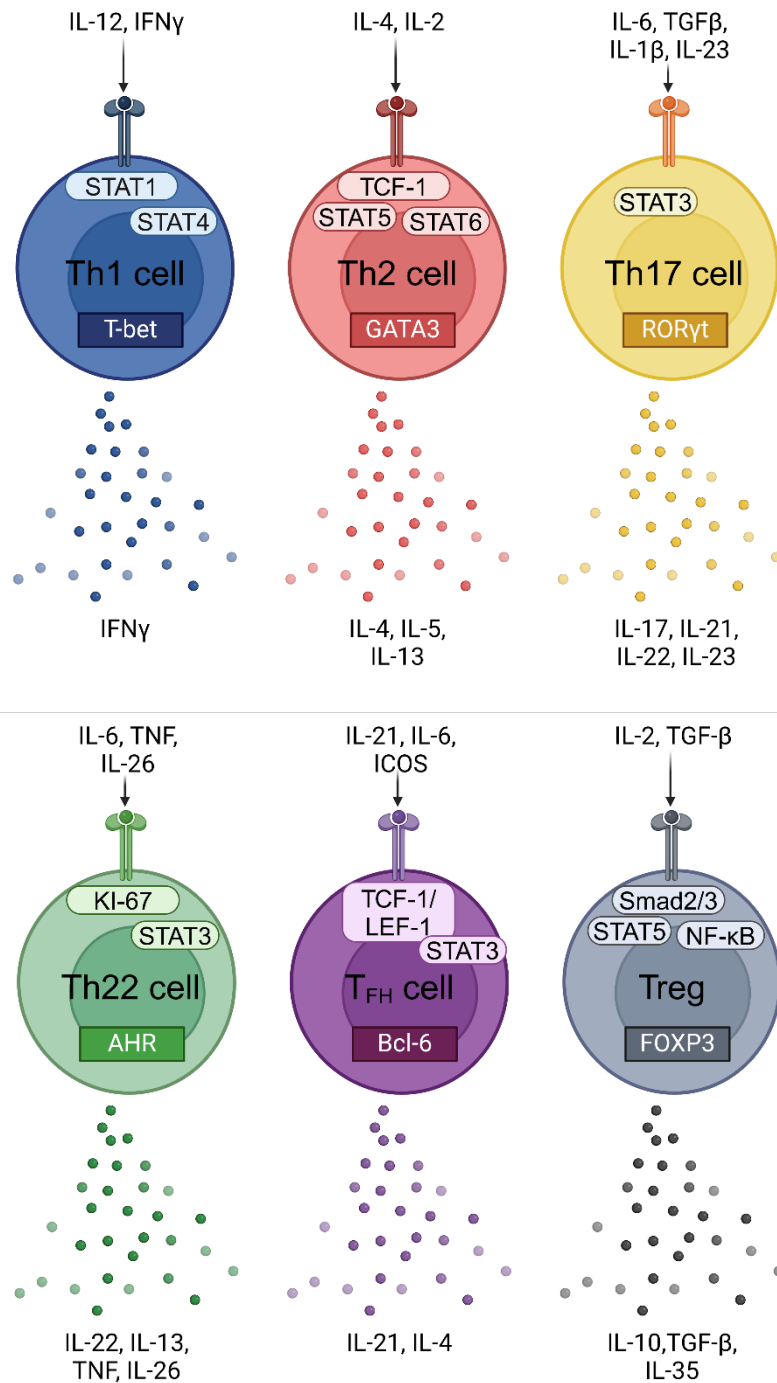 IL-12, IFNγ
STAT1
STAT4
Th1 cell
T-bet
IFNγ
IL-4, IL-2
TCF-1
STAT5
STAT6
Th2 cell
GATA3
IL-4, IL-5,
IL-13
IL-6, TGFβ,
IL-1β, IL-23
STAT3
Th17 cell
RORγt
IL-17, IL-21,
IL-22, IL-23
IL-6, TNF,
IL-26
KI-67
STAT3
Th22 cell
AHR
IL-22, IL-13,
TNF, IL-26
IL-21, IL-6,
ICOS
TCF-1/
LEF-1
STAT3
TFH cell
Bcl-6
IL-21, IL-4
IL-2, TGF-β
Smad2/3
STAT5
NF-κB
Treg
FOXP3
IL-10,TGF-β,
IL-35